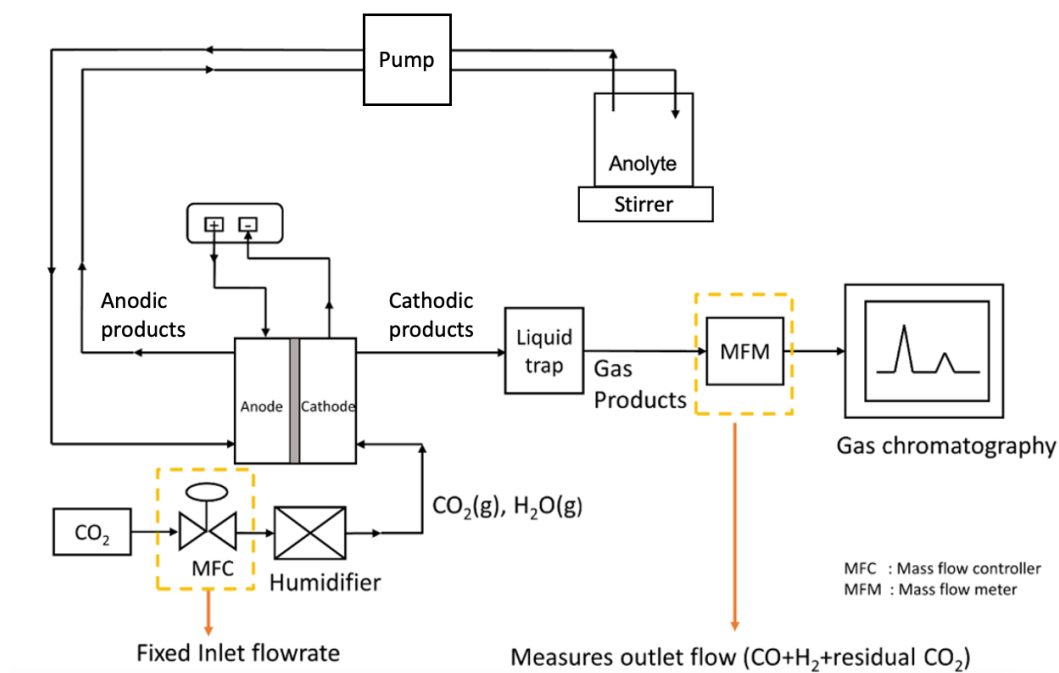 Pump
Anolyte
Stirrer
+ -
Anodic
products
Cathodic
products
Liquid
trap
Gas
Products
MFM
Anode Cathode
Gas chromatography
CO₂
MFC
Humidifier
CO₂(g), H₂O(g)
MFC : Mass flow controller
MFM : Mass flow meter
Fixed Inlet flowrate
Measures outlet flow (CO+H₂+residual CO₂)